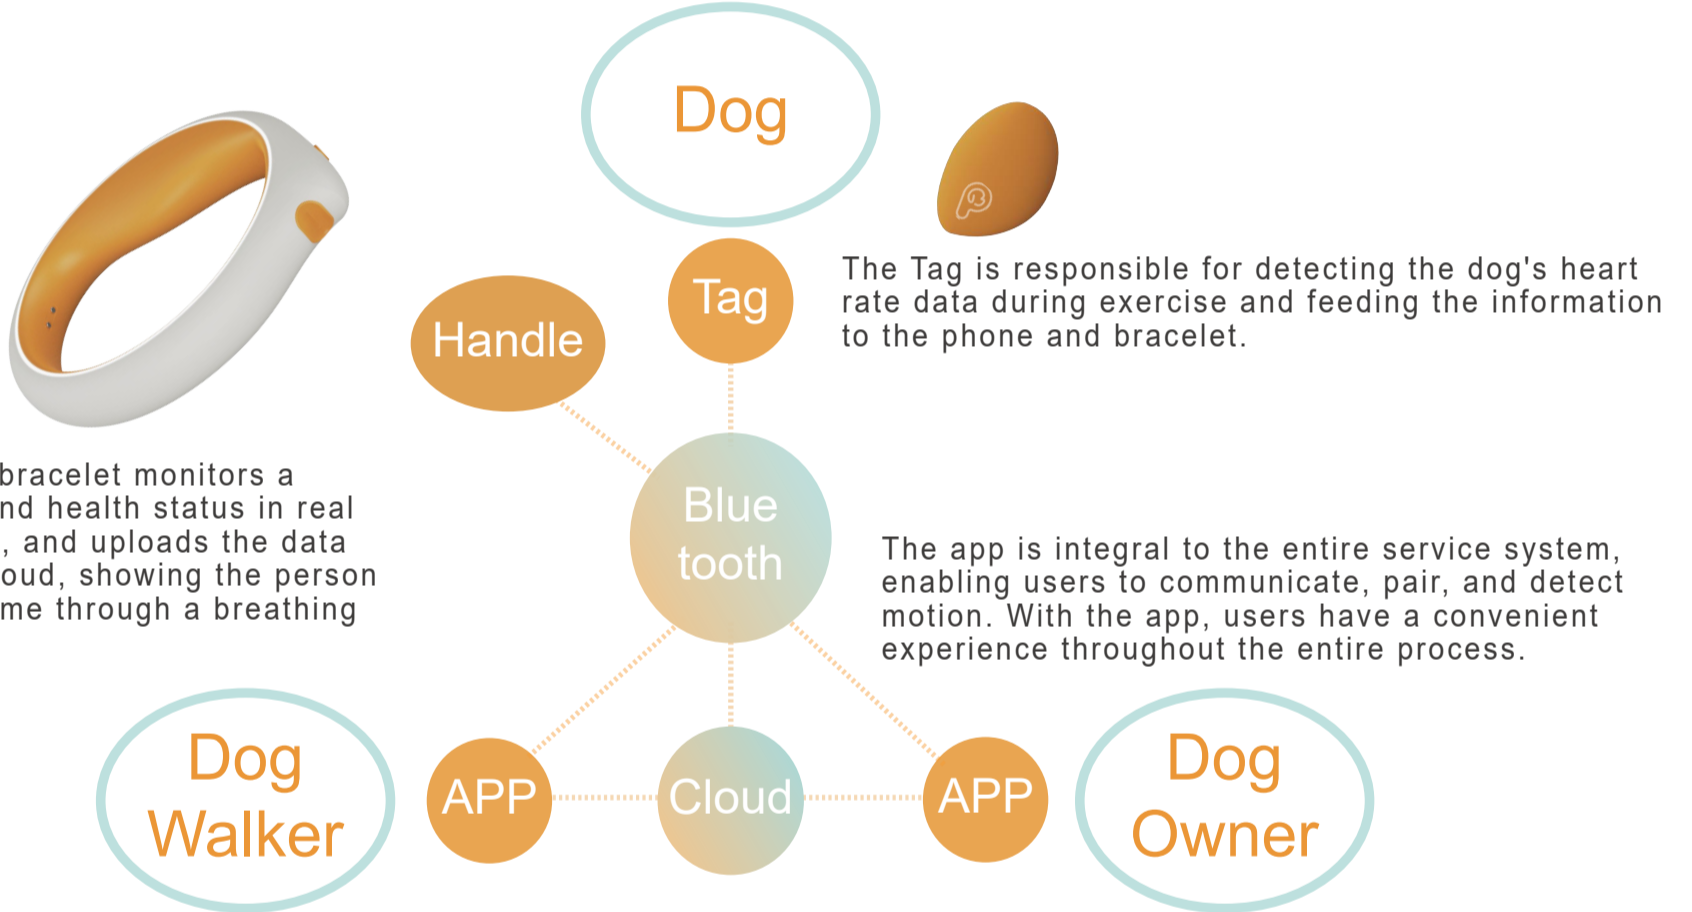 Dog
Tag
Handle
The Tag is responsible for detecting the dog's heart
rate data during exercise and feeding the information
to the phone and bracelet.
bracelet monitors a
nd health status in real
, and uploads the data
oud, showing the person
me through a breathing
Blue
tooth
The app is integral to the entire service system,
enabling users to communicate, pair, and detect
motion. With the app, users have a convenient
experience throughout the entire process.
Dog
Walker
APP
Cloud
APP
Dog
Owner